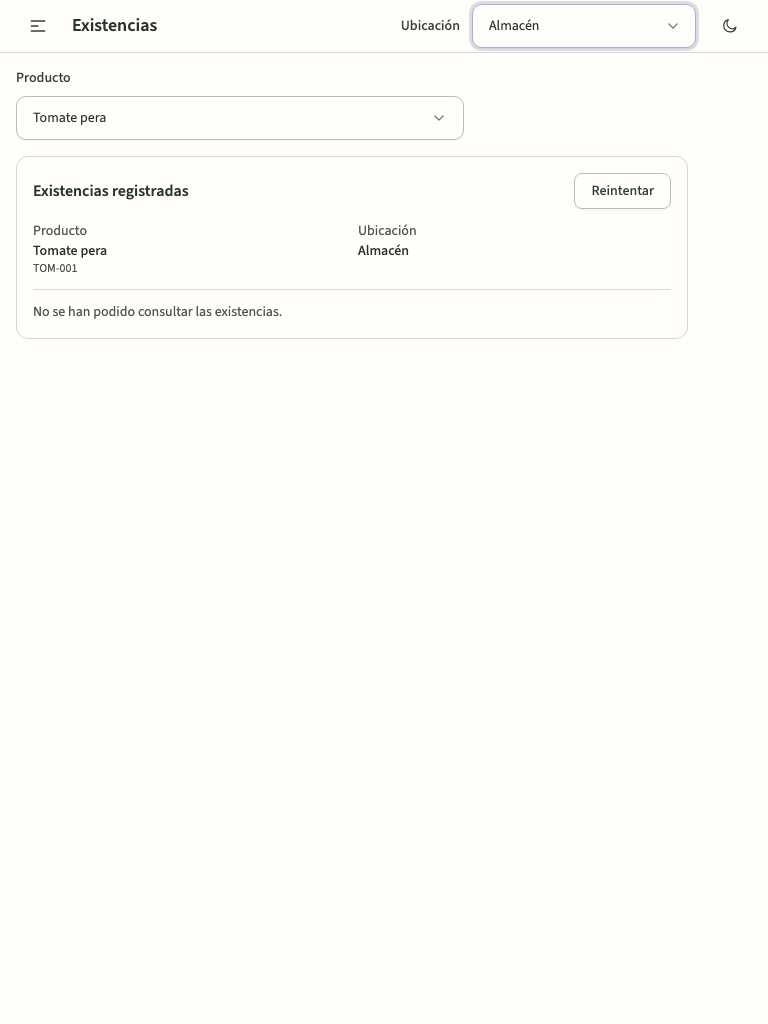 Existencias
Ubicación
Almacén
Producto
Tomate pera
Existencias registradas
Reintentar
Producto
Tomate pera
TOM-001
Ubicación
Almacén
No se han podido consultar las existencias.